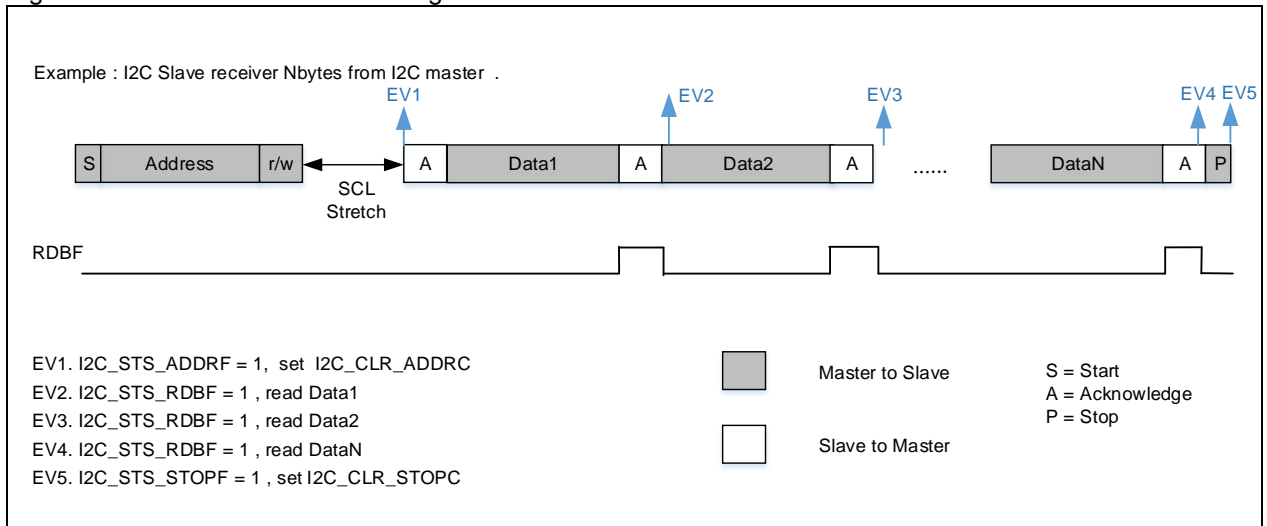 Example : I2C Slave receiver Nbytes from I2C master .
EV1 EV2 EV3 EV4 EV5
S Address r/w A Data1 A Data2 A ...... DataN A P
SCL
Stretch
RDBF
EV1. I2C_STS_ADDRF = 1, set I2C_CLR_ADDRC
EV2. I2C_STS_RDBF = 1 , read Data1
EV3. I2C_STS_RDBF = 1 , read Data2
EV4. I2C_STS_RDBF = 1 , read DataN
EV5. I2C_STS_STOPF = 1 , set I2C_CLR_STOPC
Master to Slave
Slave to Master
S = Start
A = Acknowledge
P = Stop